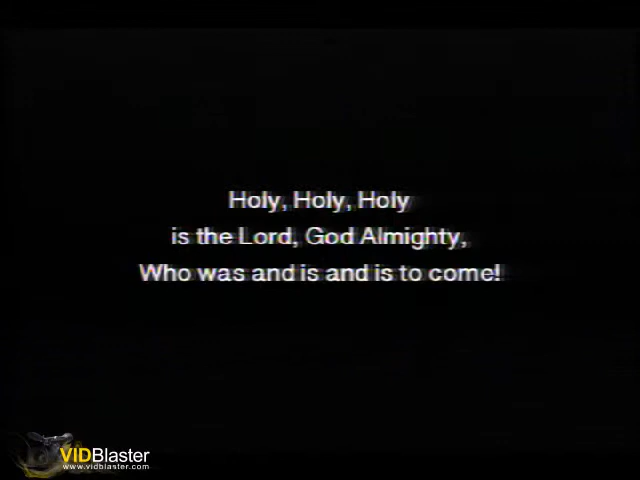 Holy, Holy, Holy
is the Lord, God Almighty,
Who was and is and is to come!
VIDBlaster
www.vidblaster.com